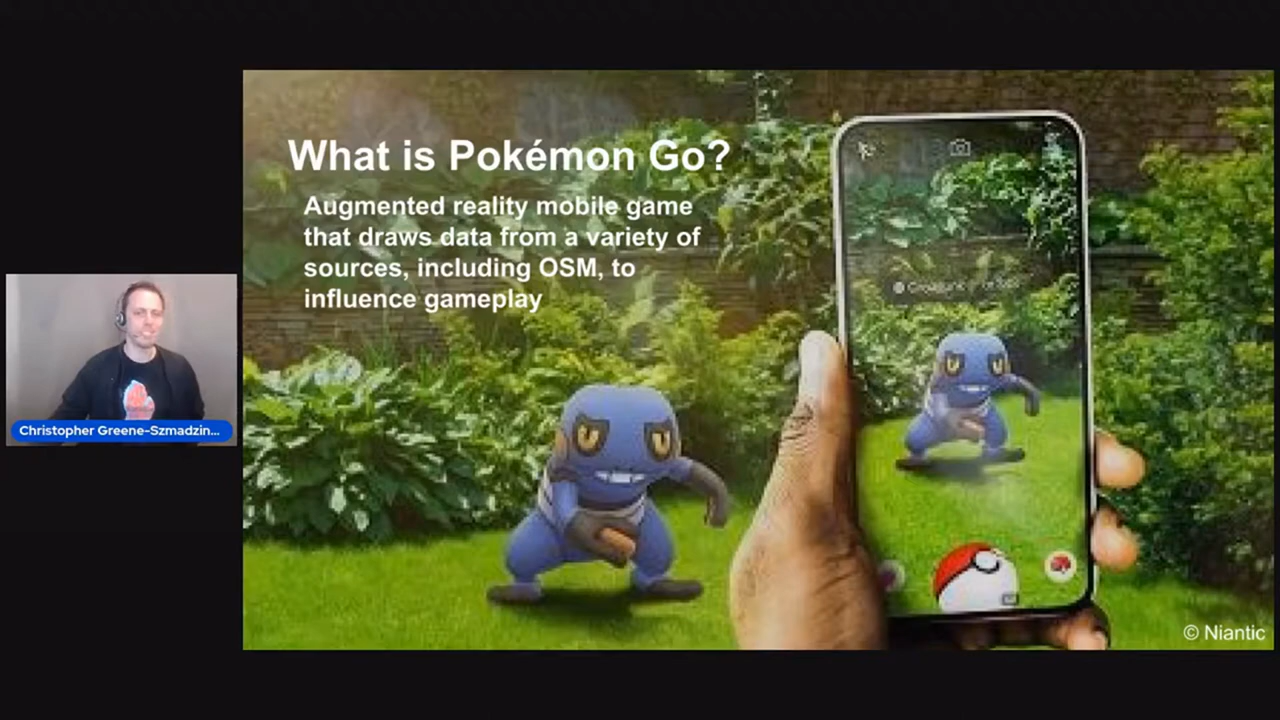 What is Pokémon Go?
Augmented reality mobile game
that draws data from a variety of
sources, including OSM, to
influence gameplay
Christopher Greene-Szmadzin...
© Niantic